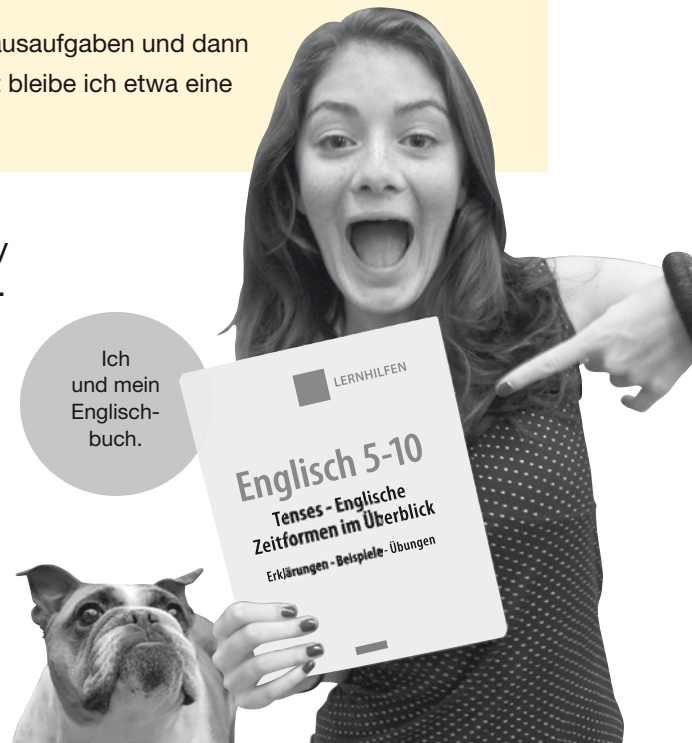 ausaufgaben und dann
bleibe ich etwa eine
Ich
und mein
Englisch-
buch.
LERNHILFEN
Englisch 5-10
Tenses - Englische
Zeitformen im Überblick
Erklärungen - Beispiele - Übungen